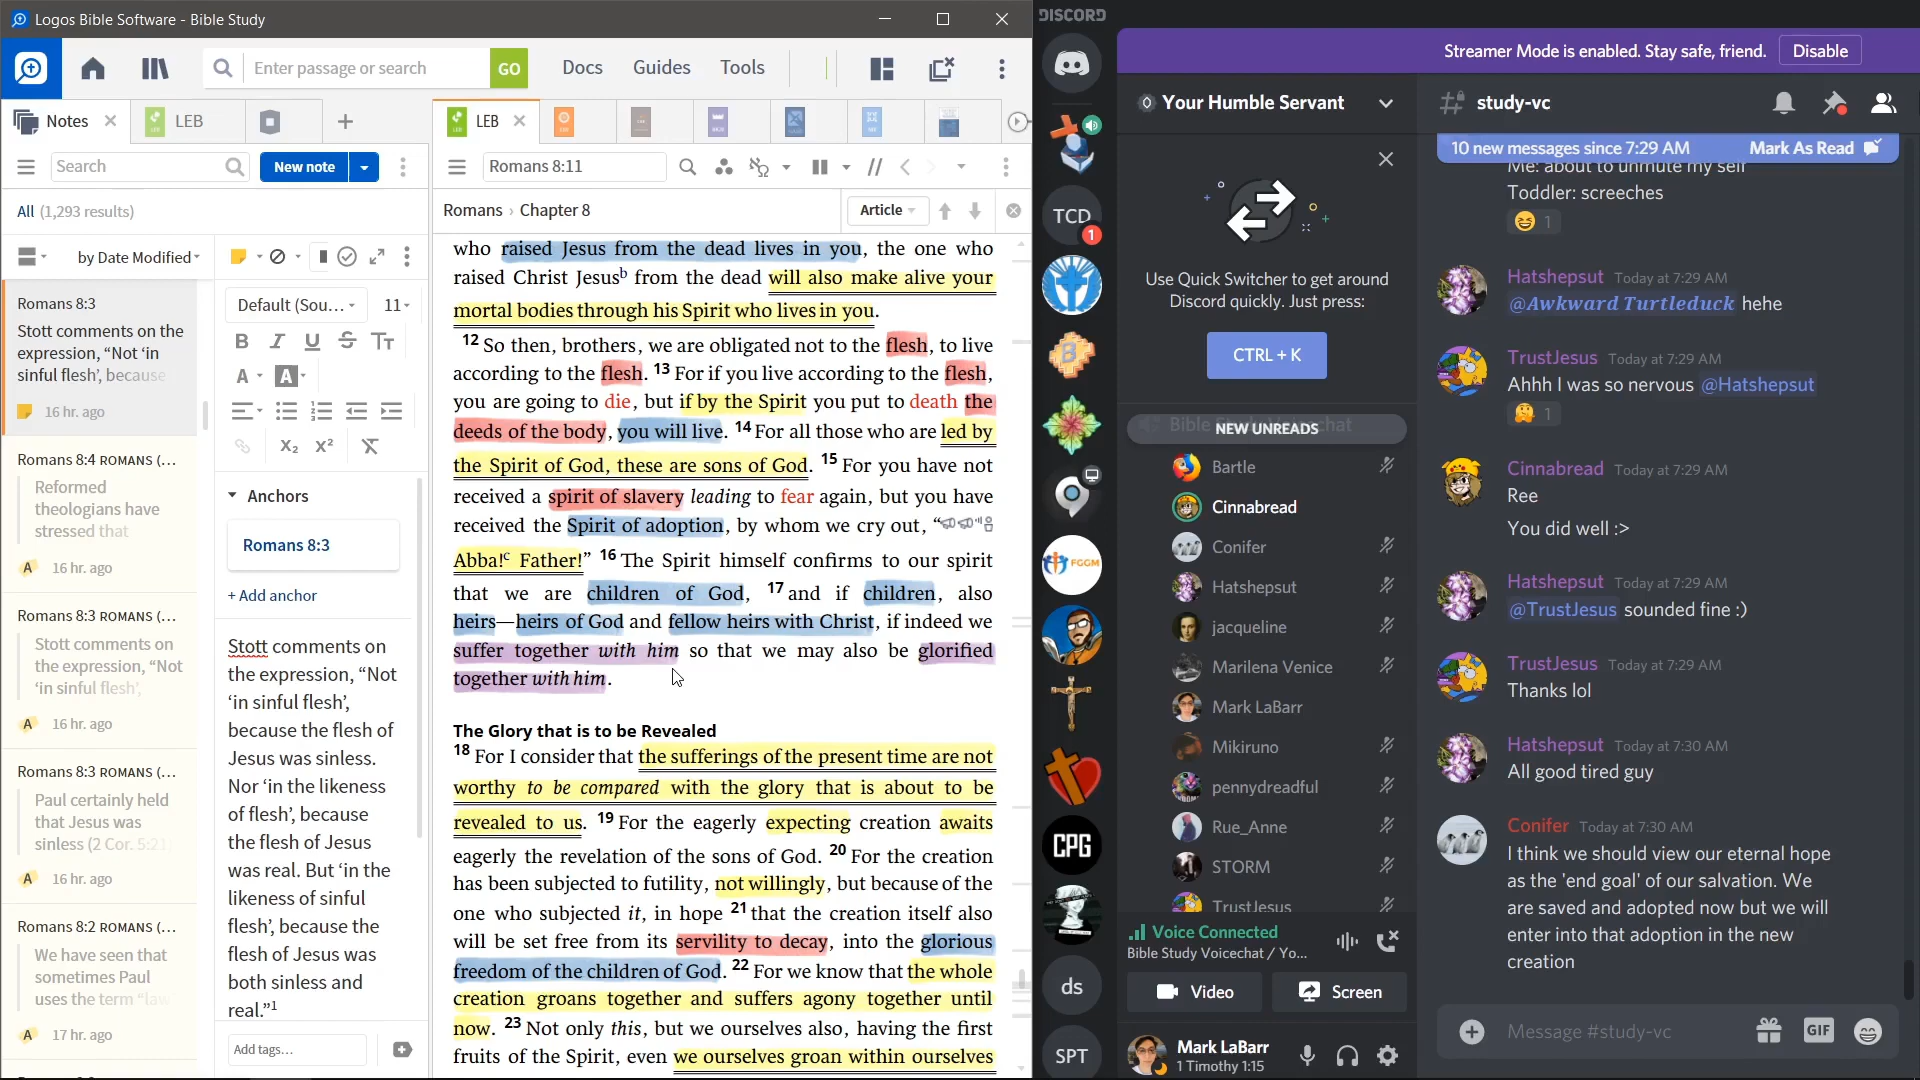 Logos Bible Software - Bible Study
Enter passage or search
GO
Docs
Guides
Tools
Notes
LEB
Search
New note
All (1,293 results)
by Date Modified
Romans 8:3
Stott comments on the
expression, “Not ‘in
sinful flesh’, because
16 hr. ago
Romans 8:4 ROMANS (...
Reformed
theologians have
stressed that
16 hr. ago
Romans 8:3 ROMANS (...
Stott comments on
the expression, “Not
‘in sinful flesh’,
16 hr. ago
Romans 8:3 ROMANS (...
Paul certainly held
that Jesus was
sinless (2 Cor. 5:21)
16 hr. ago
Romans 8:2 ROMANS (...
We have seen that
sometimes Paul
uses the term “law
17 hr. ago
Default (Sou...
11
Anchors
Romans 8:3
+ Add anchor
Stott comments on
the expression, “Not
‘in sinful flesh’,
because the flesh of
Jesus was sinless.
Nor ‘in the likeness
of flesh’, because
the flesh of Jesus
was real. But ‘in the
likeness of sinful
flesh’, because the
flesh of Jesus was
both sinless and
real.”1
Add tags...
LEB
Romans 8:11
Romans › Chapter 8
Article
who raised Jesus from the dead lives in you, the one who
raised Christ Jesusb from the dead will also make alive your
mortal bodies through his Spirit who lives in you.
12 So then, brothers, we are obligated not to the flesh, to live
according to the flesh. 13 For if you live according to the flesh,
you are going to die, but if by the Spirit you put to death the
deeds of the body, you will live. 14 For all those who are led by
the Spirit of God, these are sons of God. 15 For you have not
received a spirit of slavery leading to fear again, but you have
received the Spirit of adoption, by whom we cry out, “
Abba!c Father!” 16 The Spirit himself confirms to our spirit
that we are children of God, 17 and if children, also
heirs—heirs of God and fellow heirs with Christ, if indeed we
suffer together with him so that we may also be glorified
together with him.
The Glory that is to be Revealed
18 For I consider that the sufferings of the present time are not
worthy to be compared with the glory that is about to be
revealed to us. 19 For the eagerly expecting creation awaits
eagerly the revelation of the sons of God. 20 For the creation
has been subjected to futility, not willingly, but because of the
one who subjected it, in hope 21 that the creation itself also
will be set free from its servility to decay, into the glorious
freedom of the children of God. 22 For we know that the whole
creation groans together and suffers agony together until
now. 23 Not only this, but we ourselves also, having the first
fruits of the Spirit, even we ourselves groan within ourselves
DISCORD
TCD
1
FGGM
CPG
ds
SPT
Streamer Mode is enabled. Stay safe, friend.
Disable
Your Humble Servant
Use Quick Switcher to get around
Discord quickly. Just press:
CTRL + K
NEW UNREADS
Bartle
Cinnabread
Conifer
Hatshepsut
jacqueline
Marilena Venice
Mark LaBarr
Mikiruno
pennydreadful
Rue_Anne
STORM
TrustJesus
Voice Connected
Bible Study Voicechat / Yo...
Video
Screen
Mark LaBarr
1 Timothy 1:15
study-vc
10 new messages since 7:29 AM
Mark As Read
Me: about to unmute my self
Toddler: screeches
1
Hatshepsut Today at 7:29 AM
@Awkward Turtleduck hehe
TrustJesus Today at 7:29 AM
Ahhh I was so nervous @Hatshepsut
1
Cinnabread Today at 7:29 AM
Ree
You did well :>
Hatshepsut Today at 7:29 AM
@TrustJesus sounded fine :)
TrustJesus Today at 7:29 AM
Thanks lol
Hatshepsut Today at 7:30 AM
All good tired guy
Conifer Today at 7:30 AM
I think we should view our eternal hope
as the 'end goal' of our salvation. We
are saved and adopted now but we will
enter into that adoption in the new
creation
Message #study-vc
GIF